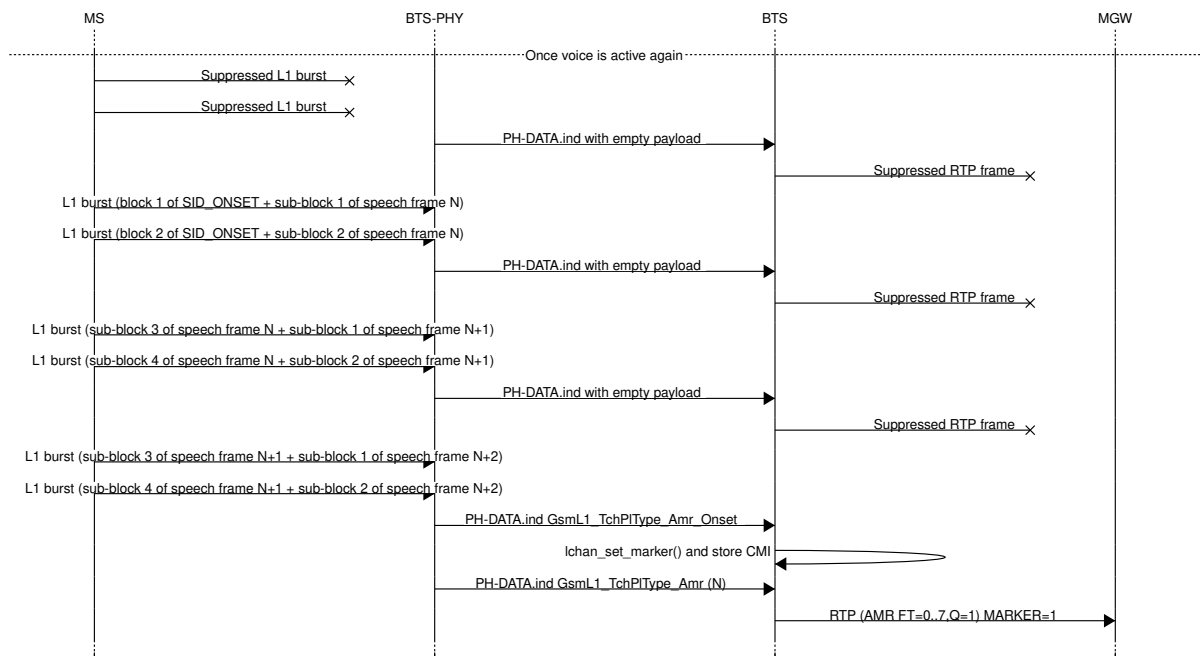 MS BTS-PHY BTS MGW
Once voice is active again
Suppressed L1 burst
Suppressed L1 burst
PH-DATA.ind with empty payload
Suppressed RTP frame
L1 burst (block 1 of SID_ONSET + sub-block 1 of speech frame N)
L1 burst (block 2 of SID_ONSET + sub-block 2 of speech frame N)
PH-DATA.ind with empty payload
Suppressed RTP frame
L1 burst (sub-block 3 of speech frame N + sub-block 1 of speech frame N+1)
L1 burst (sub-block 4 of speech frame N + sub-block 2 of speech frame N+1)
PH-DATA.ind with empty payload
Suppressed RTP frame
L1 burst (sub-block 3 of speech frame N+1 + sub-block 1 of speech frame N+2)
L1 burst (sub-block 4 of speech frame N+1 + sub-block 2 of speech frame N+2)
PH-DATA.ind GsmL1_TchPlType_Amr_Onset
lchan_set_marker() and store CMI
PH-DATA.ind GsmL1_TchPlType_Amr (N)
RTP (AMR FT=0..7,Q=1) MARKER=1